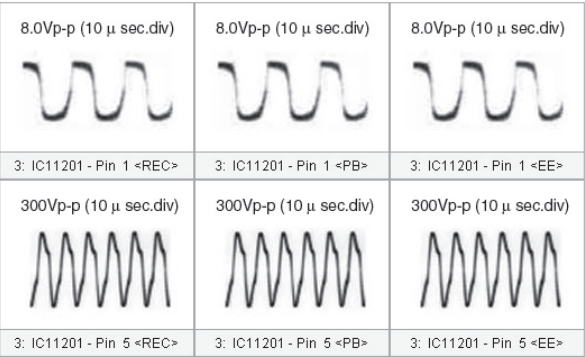 8.0Vp-p (10 μ sec.div)
8.0Vp-p (10 μ sec.div)
8.0Vp-p (10 μ sec.div)
3: IC11201 - Pin 1 <REC>
3: IC11201 - Pin 1 <PB>
3: IC11201 - Pin 1 <EE>
300Vp-p (10 μ sec.div)
300Vp-p (10 μ sec.div)
300Vp-p (10 μ sec.div)
3: IC11201 - Pin 5 <REC>
3: IC11201 - Pin 5 <PB>
3: IC11201 - Pin 5 <EE>